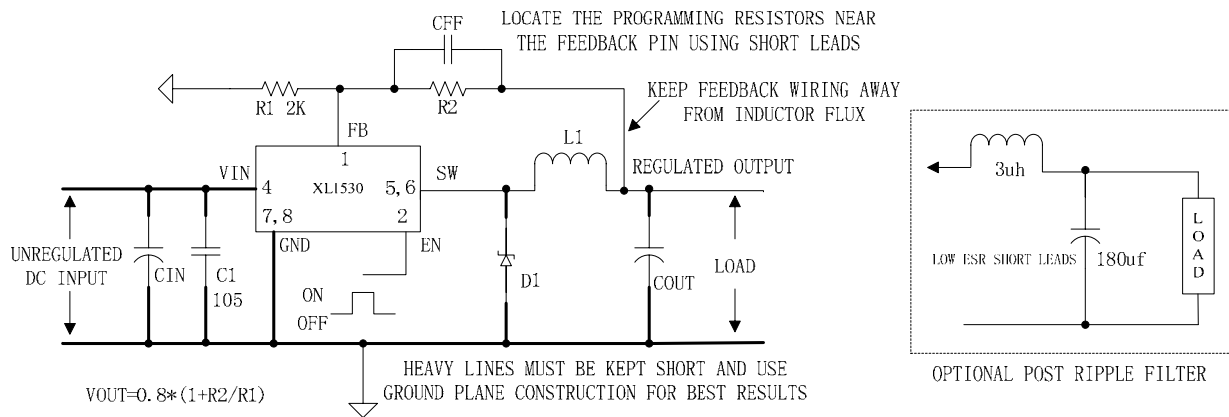 LOCATE THE PROGRAMMING RESISTORS NEAR
THE FEEDBACK PIN USING SHORT LEADS
CFF
R1 2K
R2
KEEP FEEDBACK WIRING AWAY
FROM INDUCTOR FLUX
FB
L1
1
VIN
SW
REGULATED OUTPUT
4
XL1530
5,6
7,8
2
GND
EN
UNREGULATED
DC INPUT
CIN
C1
105
ON
OFF
D1
COUT
LOAD
HEAVY LINES MUST BE KEPT SHORT AND USE
GROUND PLANE CONSTRUCTION FOR BEST RESULTS
VOUT=0.8*(1+R2/R1)
3uh
LOW ESR SHORT LEADS
180uf
LOAD
OPTIONAL POST RIPPLE FILTER